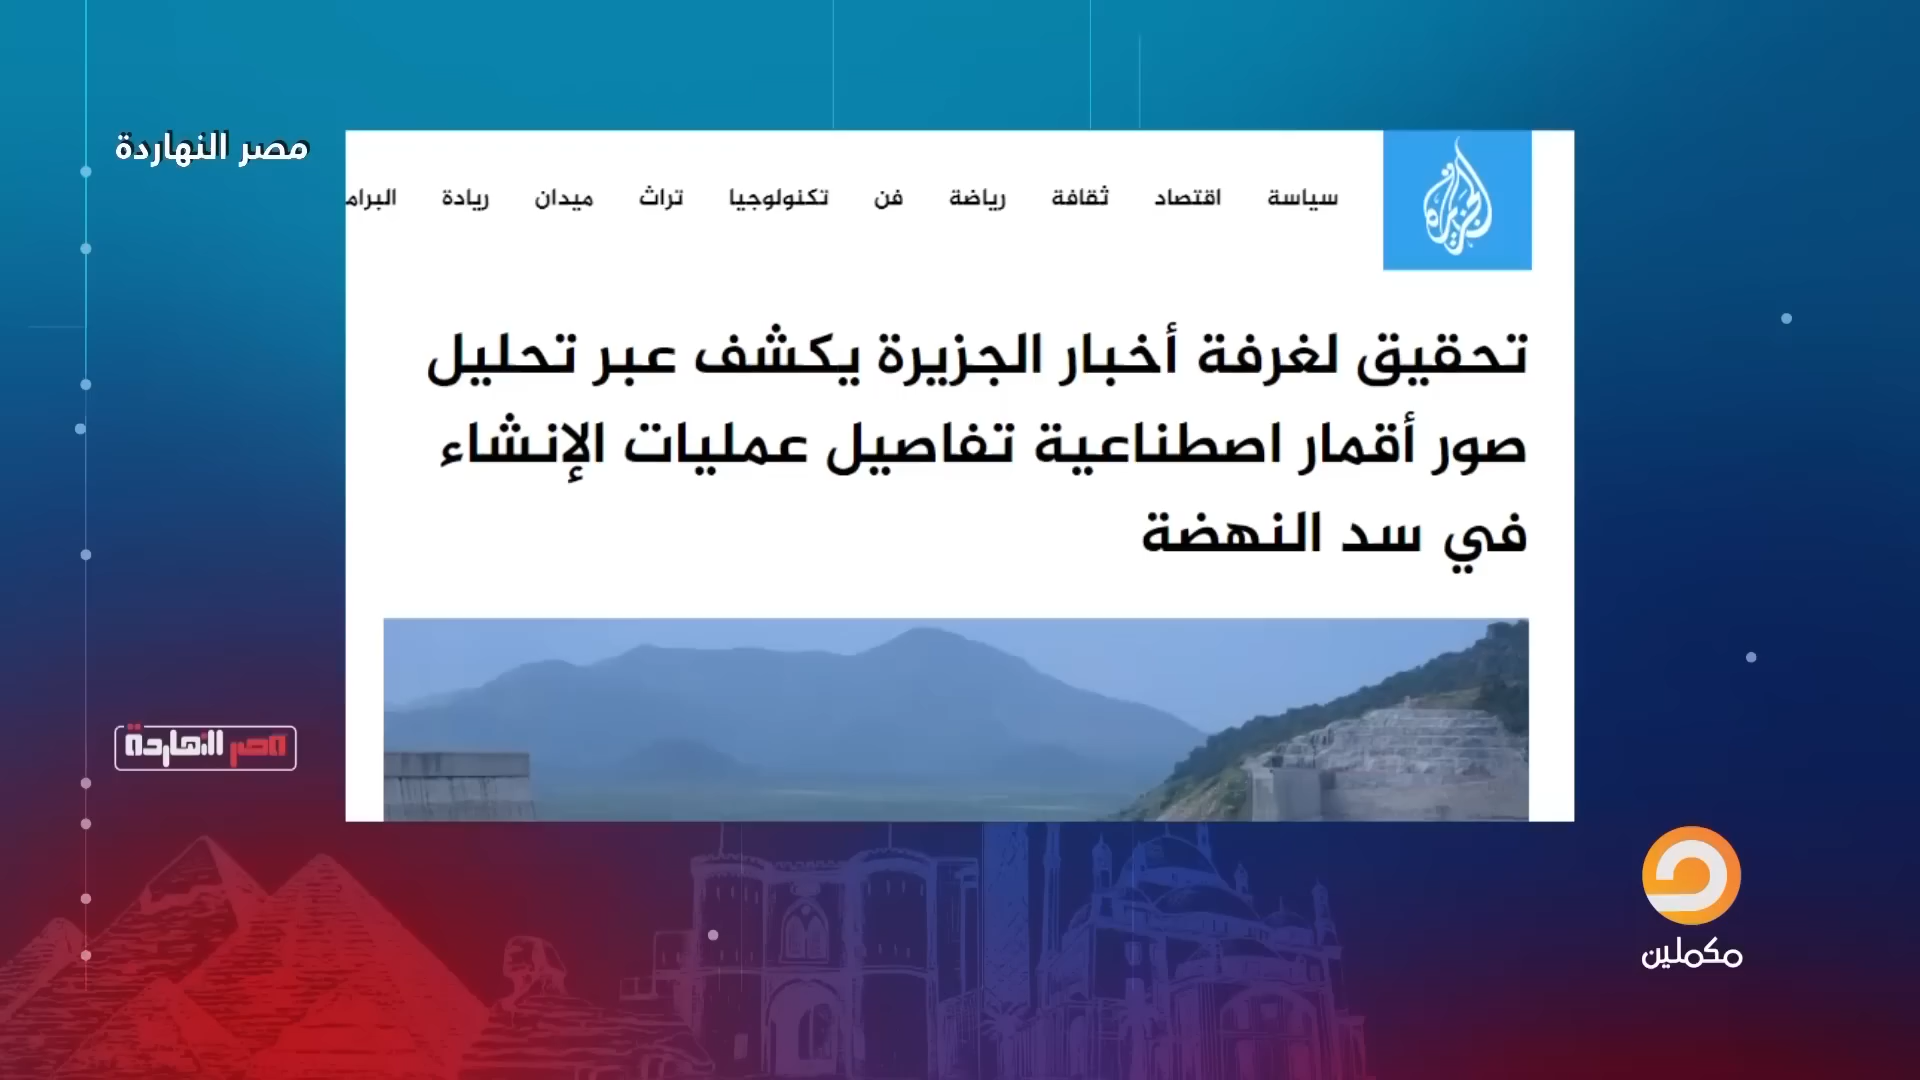 مصر النهاردة
الجزيرة
سياسة اقتصاد ثقافة رياضة فن تكنولوجيا تراث ميدان ريادة البرام
تحقيق لغرفة أخبار الجزيرة يكشف عبر تحليل
صور أقمار اصطناعية تفاصيل عمليات الإنشاء
في سد النهضة
مصر النهاردة
مكملين